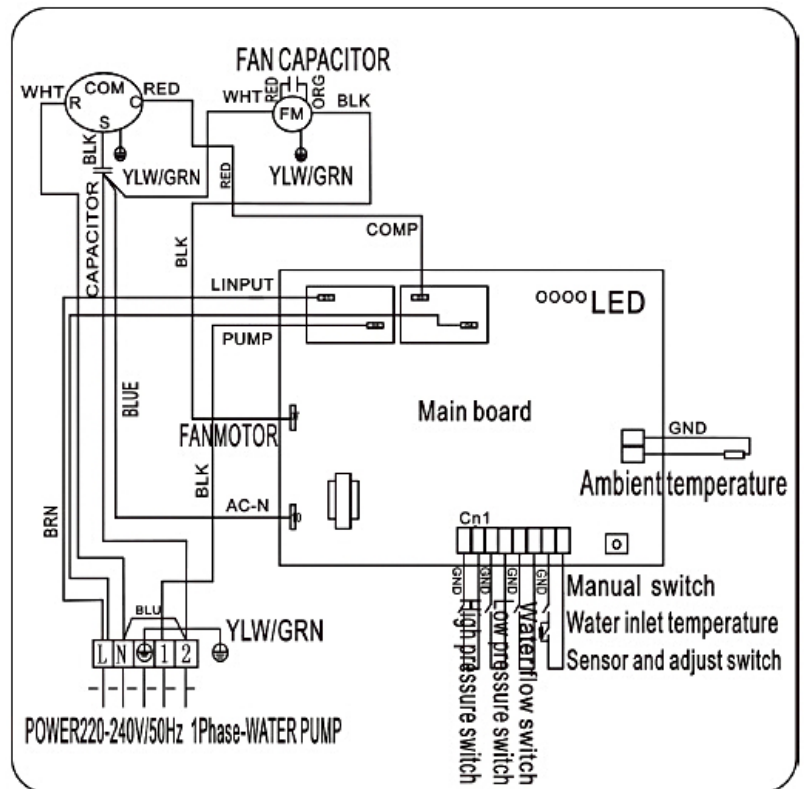 FAN CAPACITOR
WHT
COM
RED
R
C
S
BLK
YLW/GRN
CAPACITOR
WHT
RED
ORG
BLK
FM
YLW/GRN
RED
BLK
COMP
LINPUT
PUMP
OOOO LED
Main board
BLUE
FANMOTOR
BLK
AC-N
BRN
GND
Ambient temperature
Cn1
GND
GND
GND
GND
High pressure switch
Low pressure switch
Water flow switch
Manual switch
Water inlet temperature
Sensor and adjust switch
BLU
YLW/GRN
L N 1 2
POWER220-240V/50Hz 1Phase-WATER PUMP